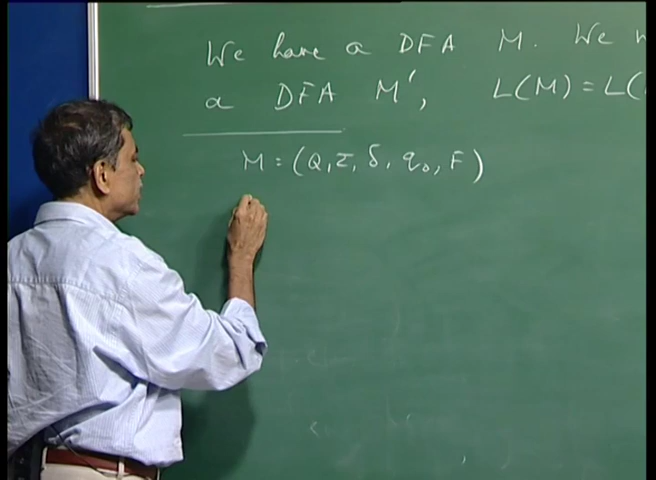 We have a DFA M. We
a DFA M', L(M) = L(
M = (Q, Σ, δ, q₀, F)